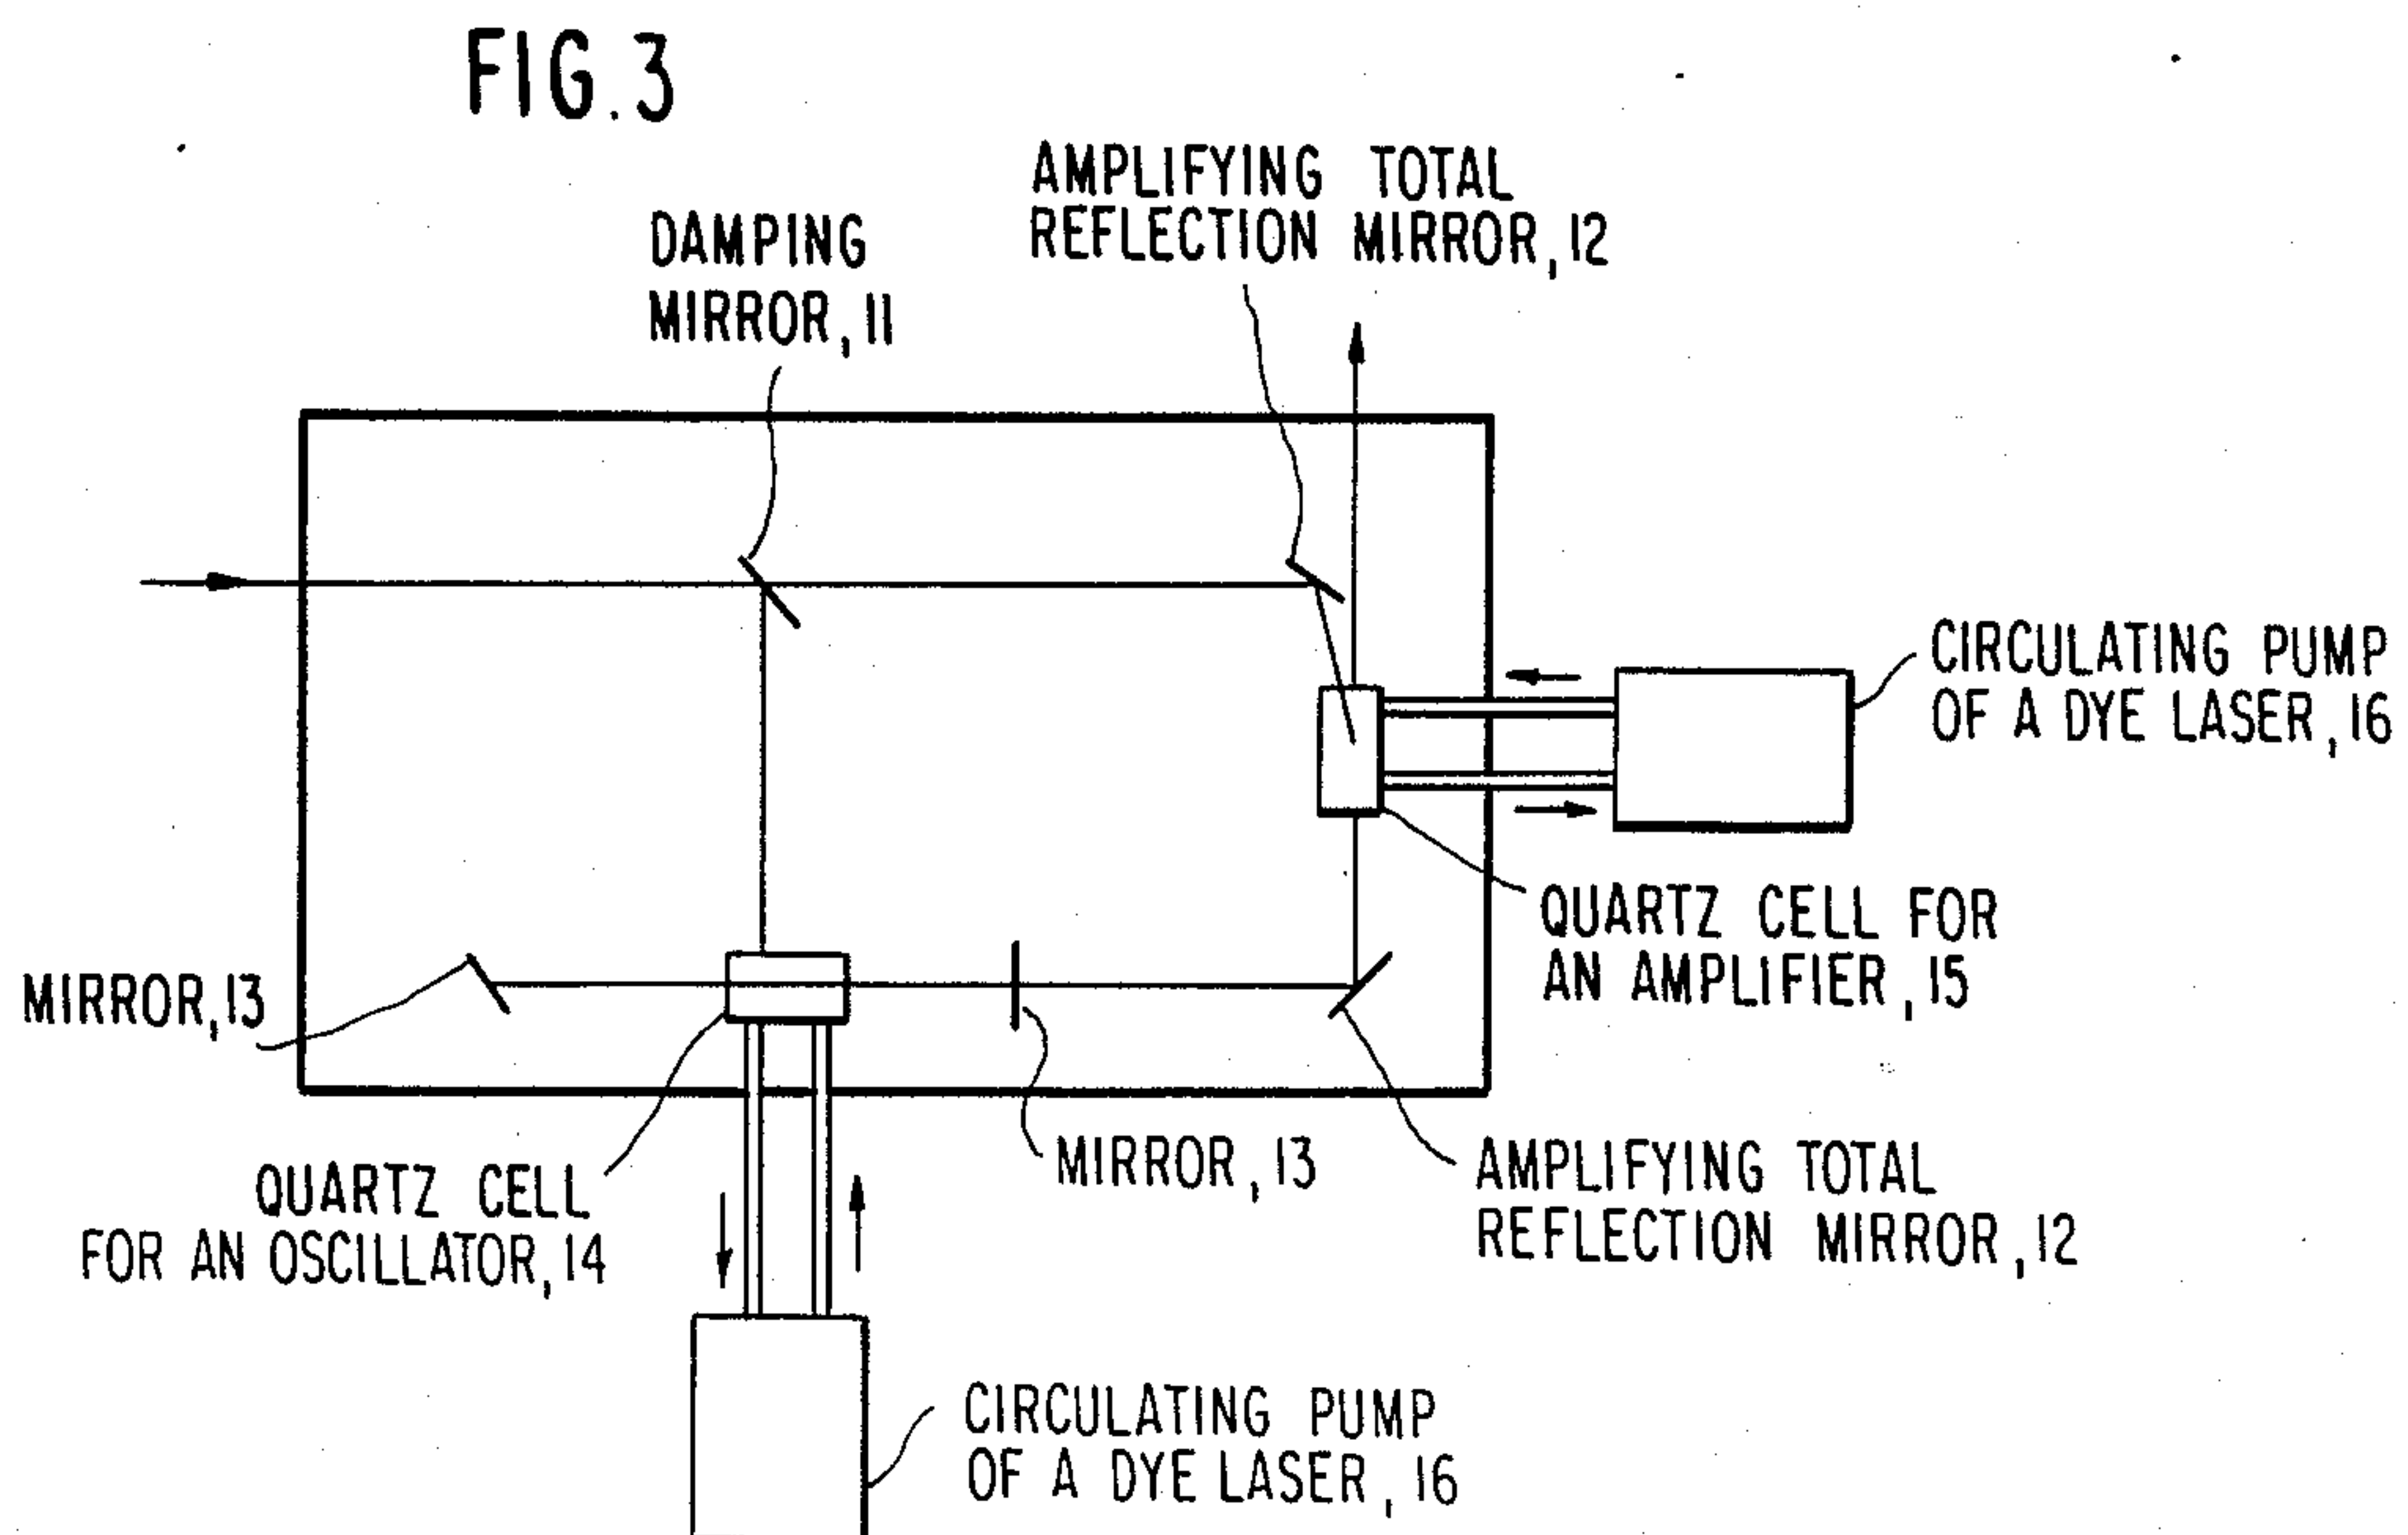 FIG. 3
AMPLIFYING TOTAL
REFLECTION MIRROR, 12
DAMPING
MIRROR, 11
CIRCULATING PUMP
OF A DYE LASER, 16
QUARTZ CELL FOR
AN AMPLIFIER, 15
MIRROR, 13
MIRROR, 13
AMPLIFYING TOTAL
REFLECTION MIRROR, 12
QUARTZ CELL
FOR AN OSCILLATOR, 14
CIRCULATING PUMP
OF A DYE LASER, 16